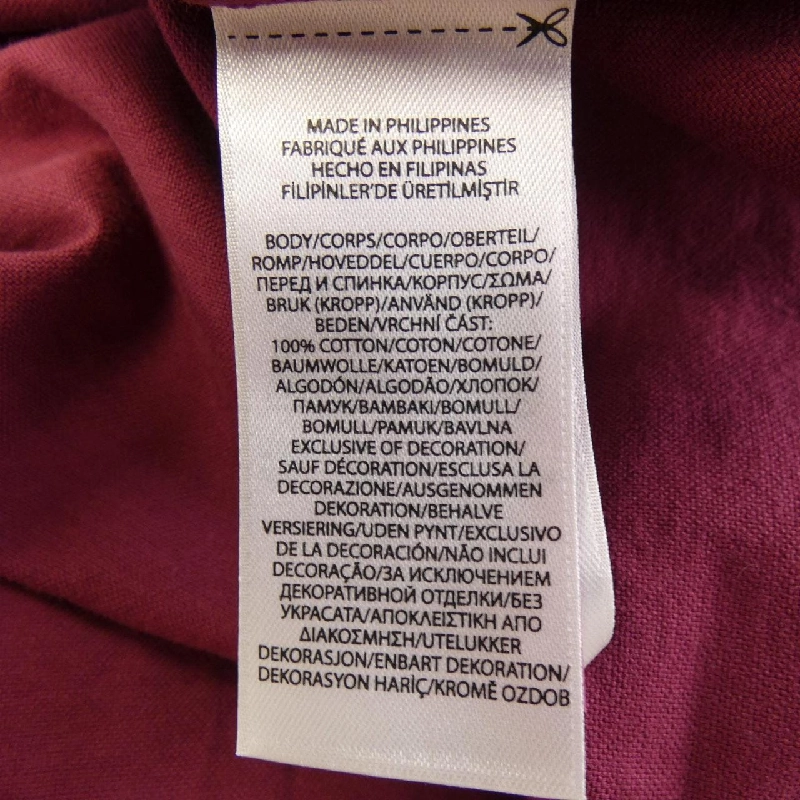 MADE IN PHILIPPINES
FABRIQUÉ AUX PHILIPPINES
HECHO EN FILIPINAS
FİLİPİNLER'DE ÜRETİLMİŞTİR
BODY/CORPS/CORPO/OBERTEIL/
ROMP/HOVEDDEL/CUERPO/CORPO/
ПЕРЕД И СПИНКА/КОРПУС/ΣΩΜΑ/
BRUK (KROPP)/ANVÄND (KROPP)/
BEDEN/VRCHNÍ ČÁST:
100% COTTON/COTON/COTONE/
BAUMWOLLE/KATOEN/BOMULD/
ALGODÓN/ALGODÃO/ХЛОПОК/
ПАМУК/ΒΑΜΒΑΚΙ/BOMULL/
BOMULL/PAMUK/BAVLNA
EXCLUSIVE OF DECORATION/
SAUF DÉCORATION/ESCLUSA LA
DECORAZIONE/AUSGENOMMEN
DEKORATION/BEHALVE
VERSIERING/UDEN PYNT/EXCLUSIVO
DE LA DECORACIÓN/NÃO INCLUI
DECORAÇÃO/ЗА ИСКЛЮЧЕНИЕМ
ДЕКОРАТИВНОЙ ОТДЕЛКИ/БЕЗ
УКРАСАТА/ΑΠΟΚΛΕΙΣΤΙΚΗ ΑΠΟ
ΔΙΑΚΟΣΜΗΣΗ/UTELUKKER
DEKORASJON/ENBART DEKORATION/
DEKORASYON HARİÇ/KROMĚ OZDOB